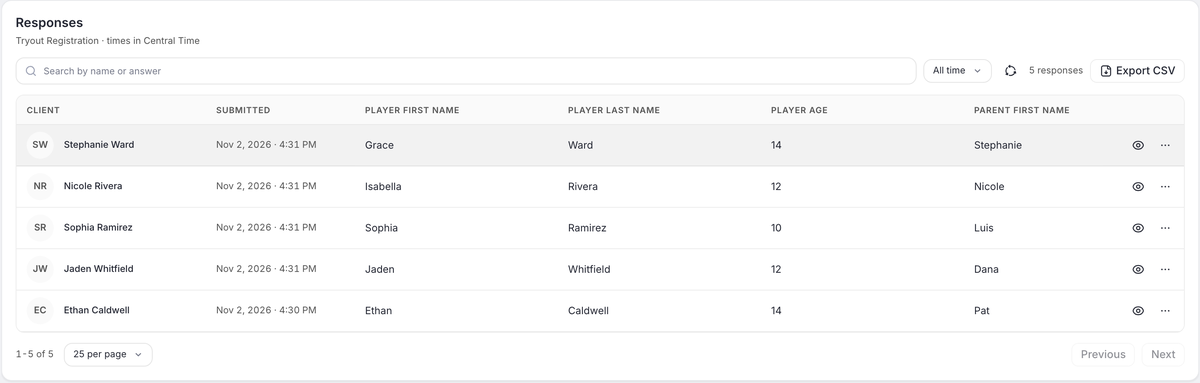 Responses
Tryout Registration · times in Central Time
Search by name or answer
All time
5 responses
Export CSV
CLIENT SUBMITTED PLAYER FIRST NAME PLAYER LAST NAME PLAYER AGE PARENT FIRST NAME
SW Stephanie Ward Nov 2, 2026 · 4:31 PM Grace Ward 14 Stephanie
NR Nicole Rivera Nov 2, 2026 · 4:31 PM Isabella Rivera 12 Nicole
SR Sophia Ramirez Nov 2, 2026 · 4:31 PM Sophia Ramirez 10 Luis
JW Jaden Whitfield Nov 2, 2026 · 4:31 PM Jaden Whitfield 12 Dana
EC Ethan Caldwell Nov 2, 2026 · 4:30 PM Ethan Caldwell 14 Pat
1-5 of 5
25 per page
Previous
Next